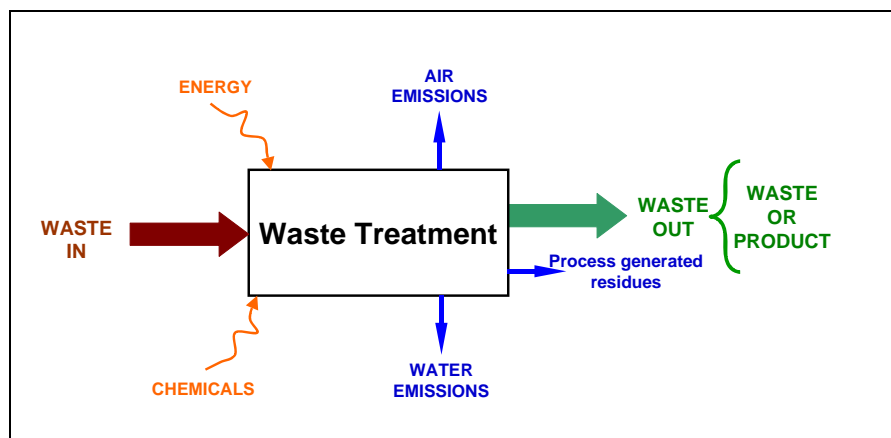 ENERGY
AIR
EMISSIONS
WASTE
IN
Waste Treatment
WASTE
OUT
WASTE
OR
PRODUCT
Process generated
residues
CHEMICALS
WATER
EMISSIONS